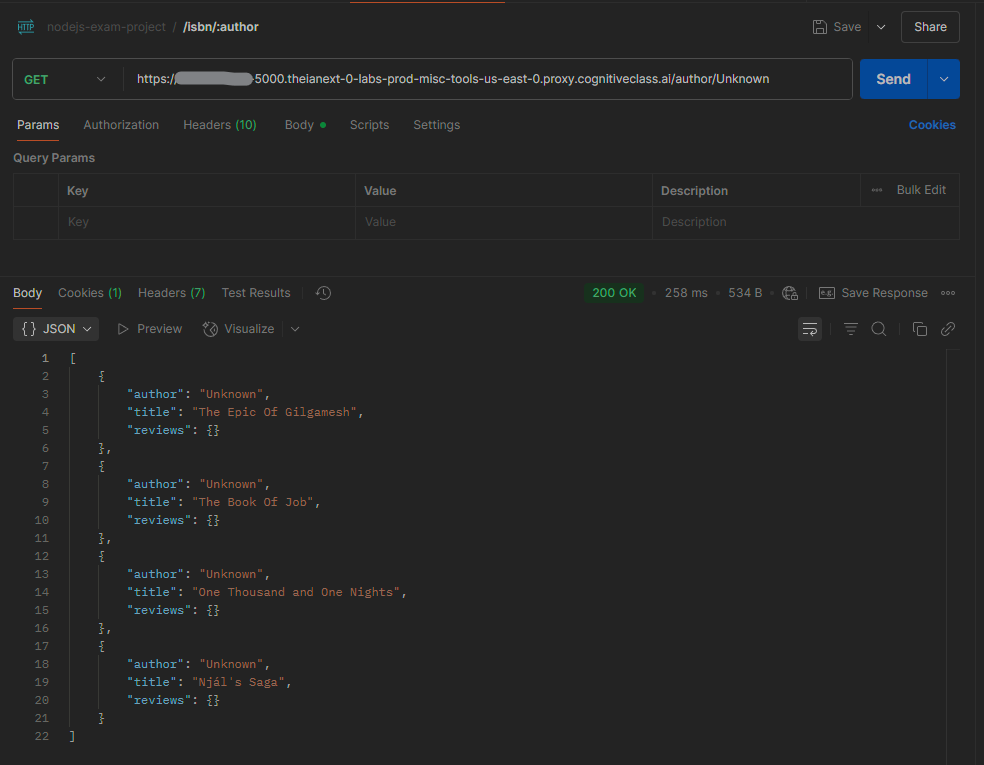 HTTP nodejs-exam-project / /isbn/:author Save Share
GET https:/ 5000.theianext-0-labs-prod-misc-tools-us-east-0.proxy.cognitiveclass.ai/author/Unknown Send
Params Authorization Headers (10) Body Scripts Settings Cookies
Query Params
Key Value Description Bulk Edit
Key Value Description
Body Cookies (1) Headers (7) Test Results 200 OK 258 ms 534 B e.g. Save Response
{} JSON Preview Visualize
1 [
2 {
3 "author": "Unknown",
4 "title": "The Epic Of Gilgamesh",
5 "reviews": {}
6 },
7 {
8 "author": "Unknown",
9 "title": "The Book Of Job",
10 "reviews": {}
11 },
12 {
13 "author": "Unknown",
14 "title": "One Thousand and One Nights",
15 "reviews": {}
16 },
17 {
18 "author": "Unknown",
19 "title": "Njál's Saga",
20 "reviews": {}
21 }
22 ]